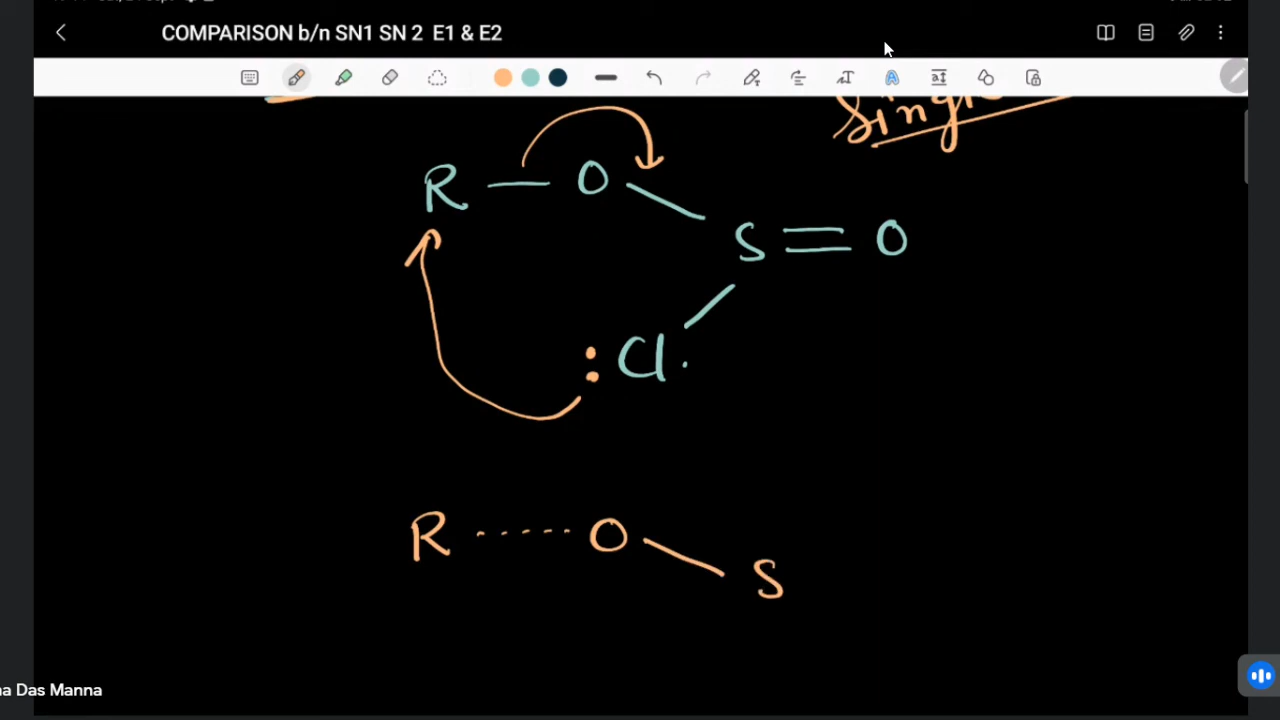 COMPARISON b/n SN1 SN 2 E1 & E2
R — O
S = O
: Cl .
R ..... O
S
a Das Manna